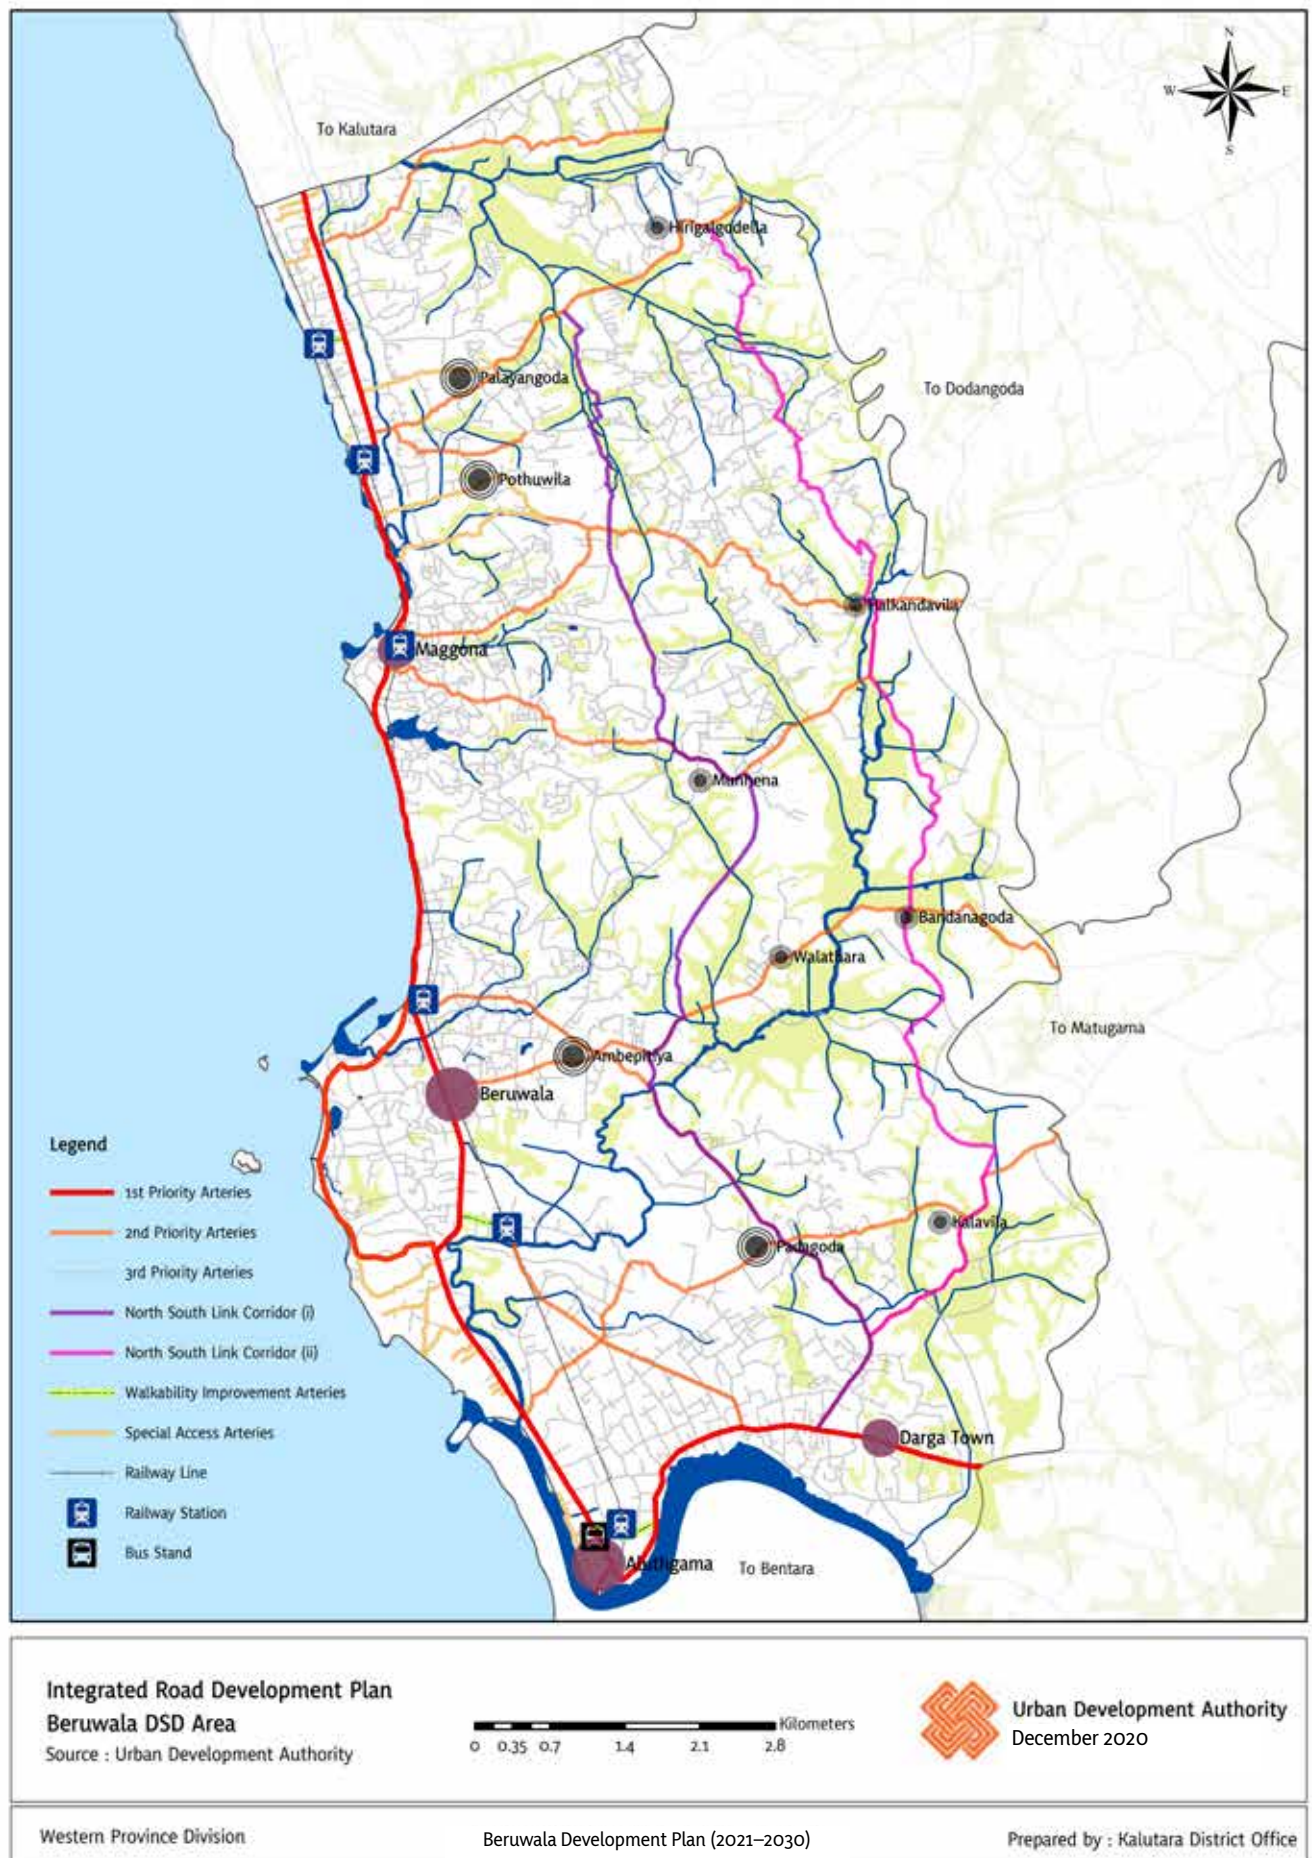 N
W
E
S
To Kalutara
Hirigalgodella
To Dodangoda
Palayangoda
Pothuwila
Halkandavila
Maggona
Munhena
Bandanagoda
Walathara
To Matugama
Ambepitiya
Beruwala
Legend
1st Priority Arteries
2nd Priority Arteries
3rd Priority Arteries
North South Link Corridor (i)
North South Link Corridor (ii)
Walkability Improvement Arteries
Special Access Arteries
Railway Line
Railway Station
Bus Stand
Kalavila
Padagoda
Darga Town
Aluthgama
To Bentara
Integrated Road Development Plan
Beruwala DSD Area
Source : Urban Development Authority
Kilometers
0 0.35 0.7 1.4 2.1 2.8
Urban Development Authority
December 2020
Western Province Division
Beruwala Development Plan (2021–2030)
Prepared by : Kalutara District Office